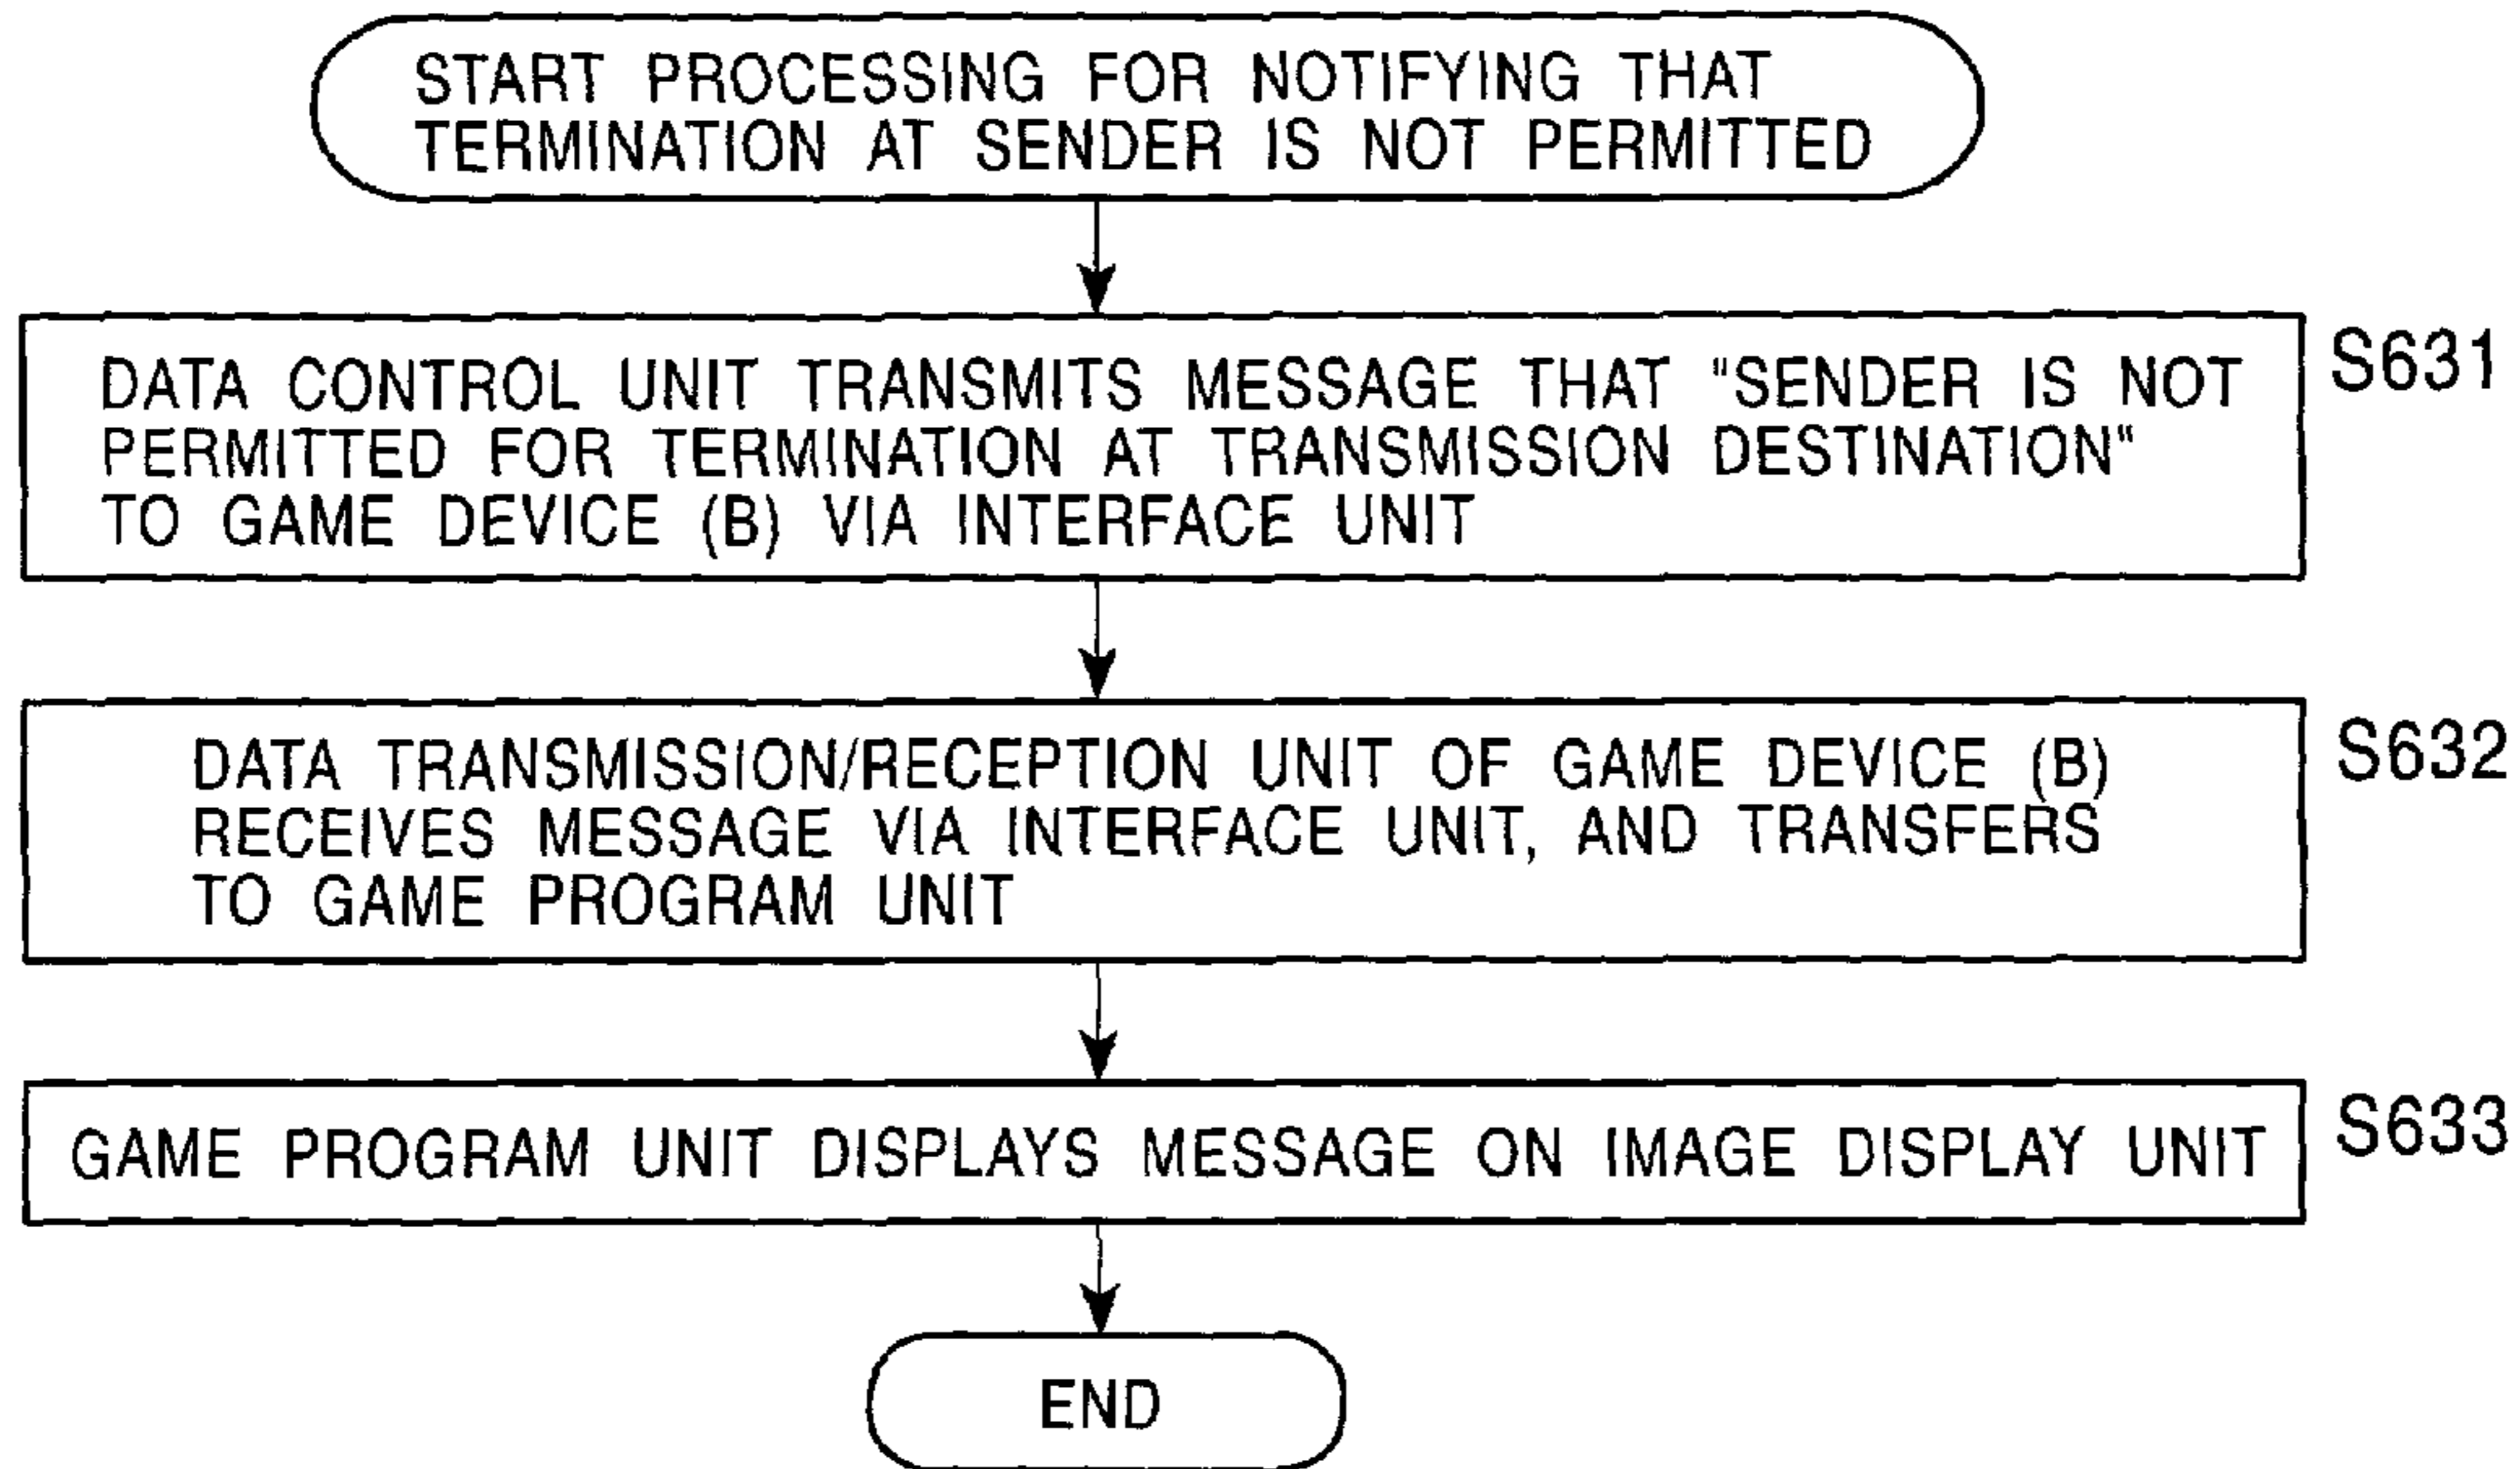 START PROCESSING FOR NOTIFYING THAT
TERMINATION AT SENDER IS NOT PERMITTED
DATA CONTROL UNIT TRANSMITS MESSAGE THAT "SENDER IS NOT
PERMITTED FOR TERMINATION AT TRANSMISSION DESTINATION"
TO GAME DEVICE (B) VIA INTERFACE UNIT
S631
DATA TRANSMISSION/RECEPTION UNIT OF GAME DEVICE (B)
RECEIVES MESSAGE VIA INTERFACE UNIT, AND TRANSFERS
TO GAME PROGRAM UNIT
S632
GAME PROGRAM UNIT DISPLAYS MESSAGE ON IMAGE DISPLAY UNIT
S633
END